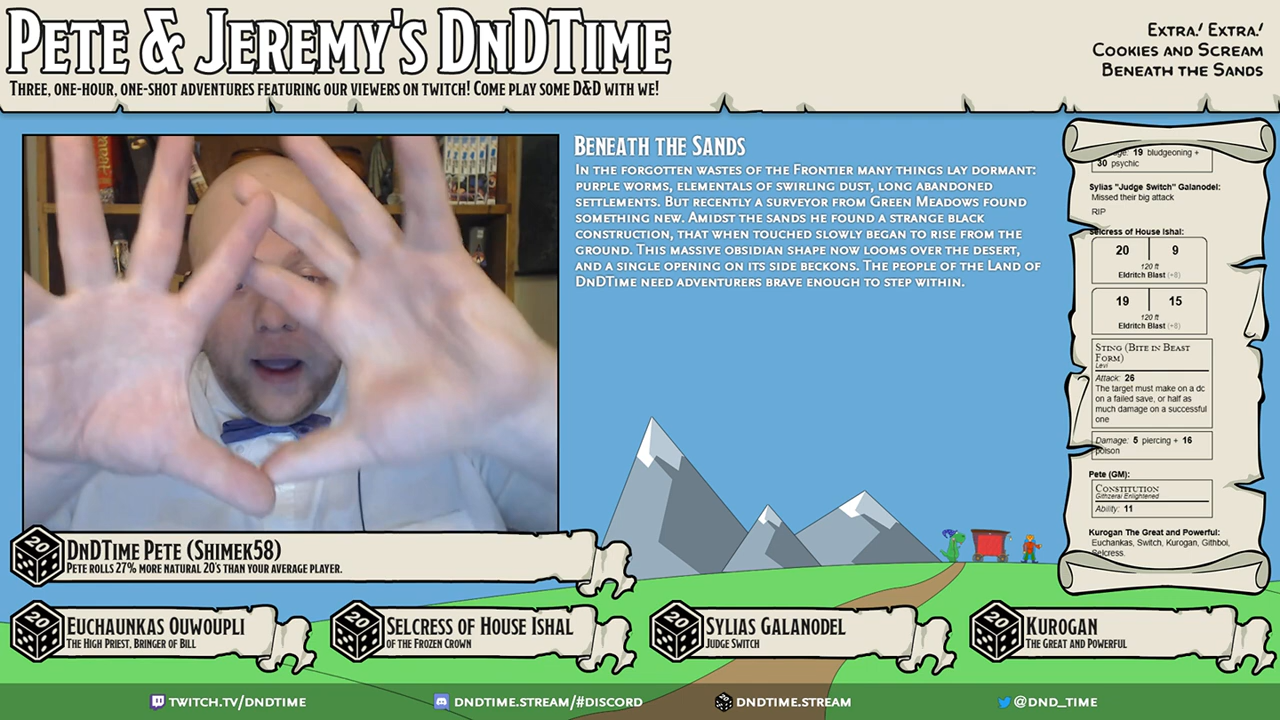 PETE & JEREMY'S DNDTIME
THREE, ONE-HOUR, ONE-SHOT ADVENTURES FEATURING OUR VIEWERS ON TWITCH! COME PLAY SOME D&D WITH WE!
EXTRA! EXTRA!
COOKIES AND SCREAM
BENEATH THE SANDS
BENEATH THE SANDS
IN THE FORGOTTEN WASTES OF THE FRONTIER MANY THINGS LAY DORMANT:
PURPLE WORMS, ELEMENTALS OF SWIRLING DUST, LONG ABANDONED
SETTLEMENTS. BUT RECENTLY A SURVEYOR FROM GREEN MEADOWS FOUND
SOMETHING NEW. AMIDST THE SANDS HE FOUND A STRANGE BLACK
CONSTRUCTION, THAT WHEN TOUCHED SLOWLY BEGAN TO RISE FROM THE
GROUND. THIS MASSIVE OBSIDIAN SHAPE NOW LOOMS OVER THE DESERT,
AND A SINGLE OPENING ON ITS SIDE BECKONS. THE PEOPLE OF THE LAND OF
DNDTIME NEED ADVENTURERS BRAVE ENOUGH TO STEP WITHIN.
19 bludgeoning +
30 psychic
Sylias "Judge Switch" Galanodel:
Missed their big attack
RIP
Selcress of House Ishal:
20 9
120 ft
Eldritch Blast (+8)
19 15
120 ft
Eldritch Blast (+8)
STING (BITE IN BEAST
FORM)
Levi
Attack: 26
The target must make on a dc
on a failed save, or half as
much damage on a successful
one
Damage: 5 piercing + 16
poison
Pete (GM):
CONSTITUTION
Githzerai Enlightened
Ability: 11
Kurogan The Great and Powerful:
Euchankas, Switch, Kurogan, Githboi,
Selcress.
20
DNDTIME PETE (SHIMEK58)
PETE ROLLS 27% MORE NATURAL 20'S THAN YOUR AVERAGE PLAYER.
20
EUCHAUNKAS OUWOUPLI
THE HIGH PRIEST, BRINGER OF BILL
20
SELCRESS OF HOUSE ISHAL
OF THE FROZEN CROWN
20
SYLIAS GALANODEL
JUDGE SWITCH
20
KUROGAN
THE GREAT AND POWERFUL
TWITCH.TV/DNDTIME
DNDTIME.STREAM/#DISCORD
DNDTIME.STREAM
@DND_TIME